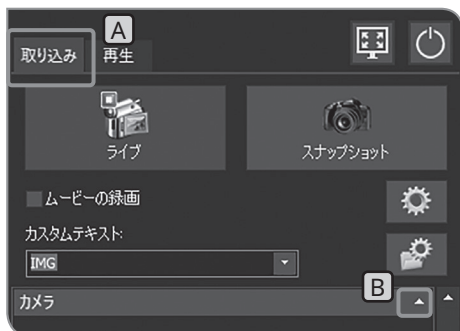 A
取り込み 再生
ライブ スナップショット
ムービーの録画
カスタムテキスト:
IMG
B
カメラ